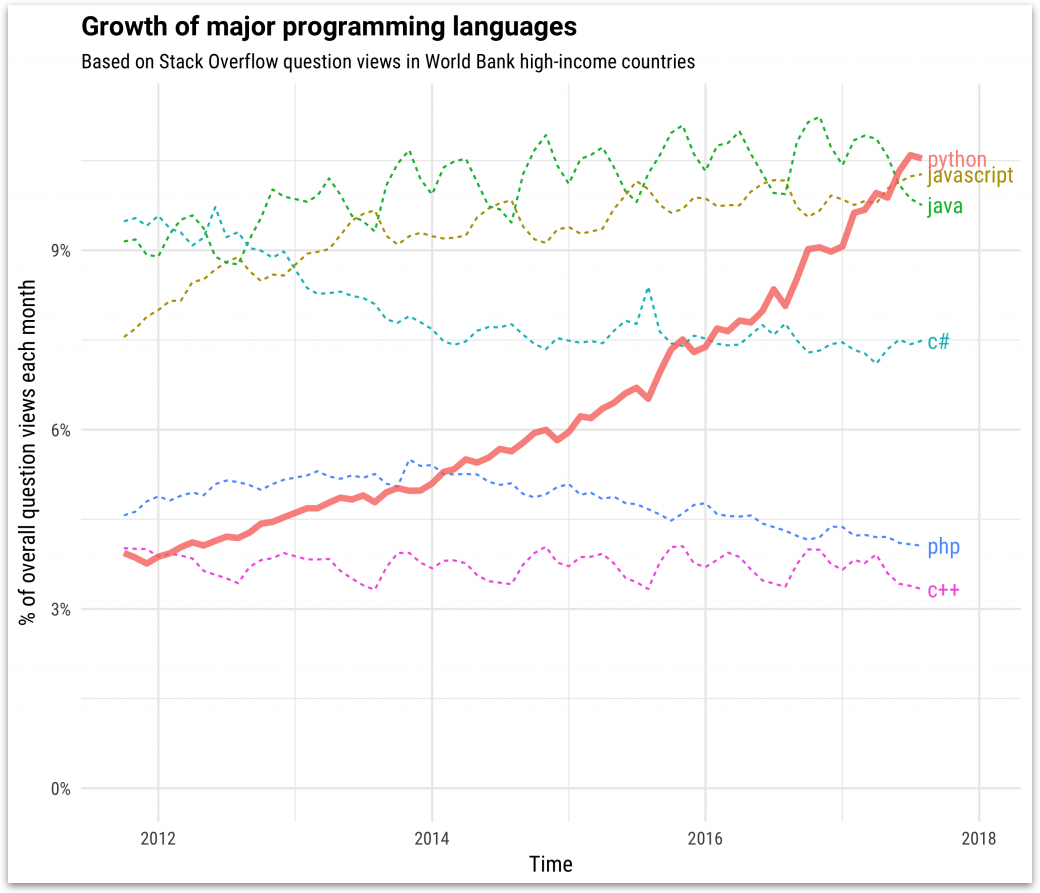 Growth of major programming languages
Based on Stack Overflow question views in World Bank high-income countries
% of overall question views each month
9%
6%
3%
0%
python
javascript
java
c#
php
c++
2012
2014
2016
2018
Time